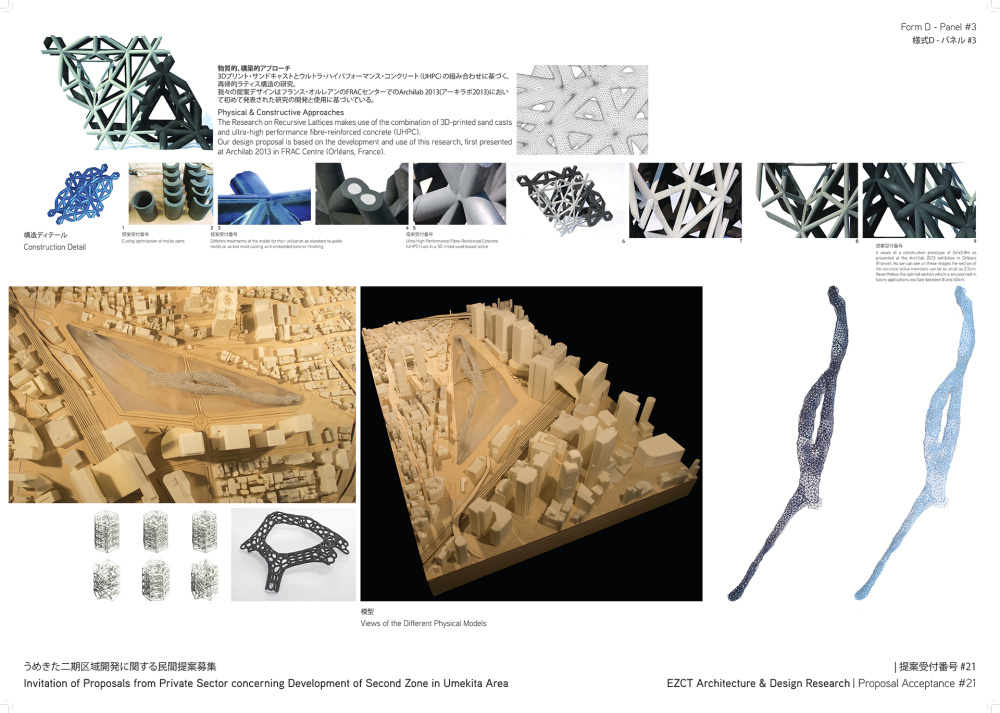 Form D - Panel #3
様式D - パネル #3
物質的, 構築的アプローチ
3Dプリント・サンドキャストとウルトラ・ハイパフォーマンス・コンクリート (UHPC) の組み合わせに基づく、
再帰的ラティス構造の研究。
我々の提案デザインはフランス・オルレアンのFRACセンターでのArchilab 2013(アーキラボ2013)におい
て初めて発表された研究の開発と使用に基づいている。
Physical & Constructive Approaches
The Research on Recursive Lattices makes use of the combination of 3D-printed sand casts
and ultra-high performance fibre-reinforced concrete (UHPC).
Our design proposal is based on the development and use of this research, first presented
at Archilab 2013 in FRAC Centre (Orléans, France).
構造ディテール
Construction Detail
1
提案受付番号
Cutting optimization of molds parts
2 3
提案受付番号
Different treatments of the molds for their utilization as standard reusable
molds or as lost mold casting with embedded exterior finishing
4 5
提案受付番号
Ultra-High Performance Fibre-Reinforced Concrete
(UHPC) cast in a 3D printed sand-based lattice
6
7
8
9
提案受付番号
presented at the Archilab 2013 exhibition in Orléans
(France). As we can see on these images the section of
the concrete lattice members can be as small as 2.5cm.
Nevertheless the optimal section which is envisionned in
future applications oscillate between 8 and 40cm.
模型
Views of the Different Physical Models
うめきた二期区域開発に関する民間提案募集
Invitation of Proposals from Private Sector concerning Development of Second Zone in Umekita Area
| 提案受付番号 #21
EZCT Architecture & Design Research | Proposal Acceptance #21